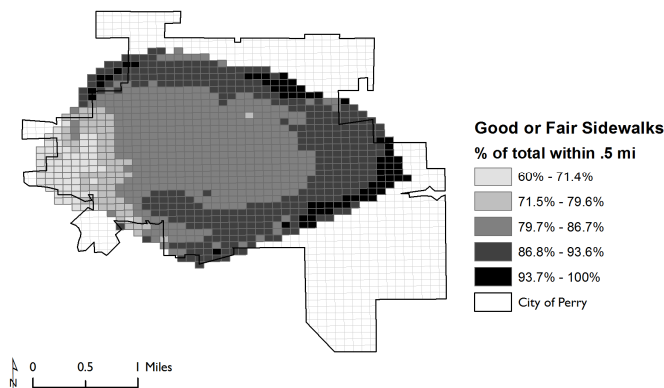 Good or Fair Sidewalks
% of total within .5 mi
60% - 71.4%
71.5% - 79.6%
79.7% - 86.7%
86.8% - 93.6%
93.7% - 100%
City of Perry
N
0 0.5 1 Miles